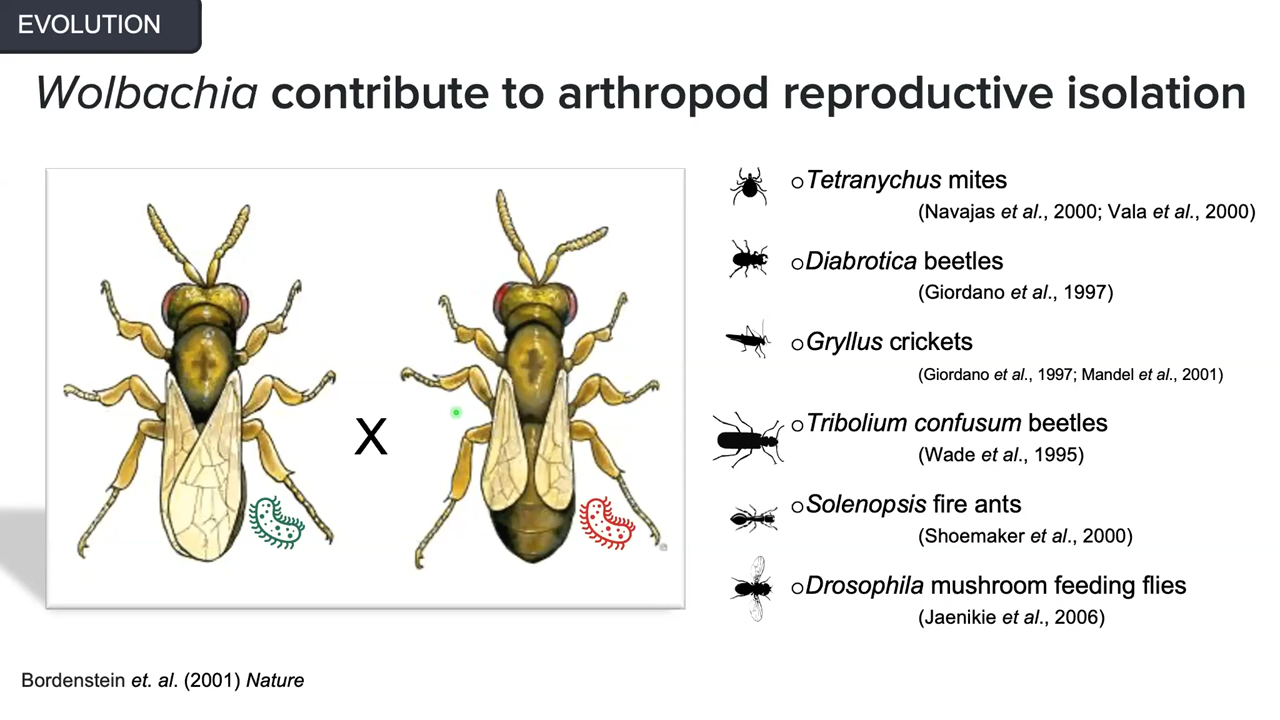 EVOLUTION
Wolbachia contribute to arthropod reproductive isolation
Tetranychus mites
(Navajas et al., 2000; Vala et al., 2000)
Diabrotica beetles
(Giordano et al., 1997)
Gryllus crickets
(Giordano et al., 1997; Mandel et al., 2001)
X
Tribolium confusum beetles
(Wade et al., 1995)
Solenopsis fire ants
(Shoemaker et al., 2000)
Drosophila mushroom feeding flies
(Jaenikie et al., 2006)
Bordenstein et. al. (2001) Nature